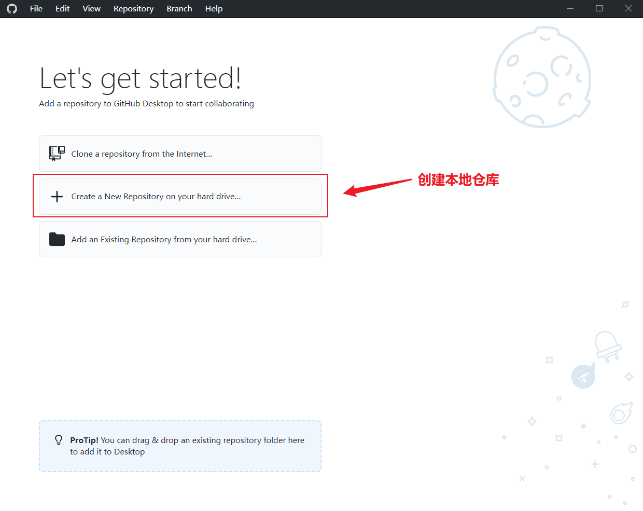 File Edit View Repository Branch Help
Let's get started!
Add a repository to GitHub Desktop to start collaborating
Clone a repository from the Internet...
Create a New Repository on your hard drive...
创建本地仓库
Add an Existing Repository from your hard drive...
ProTip! You can drag & drop an existing repository folder here
to add it to Desktop